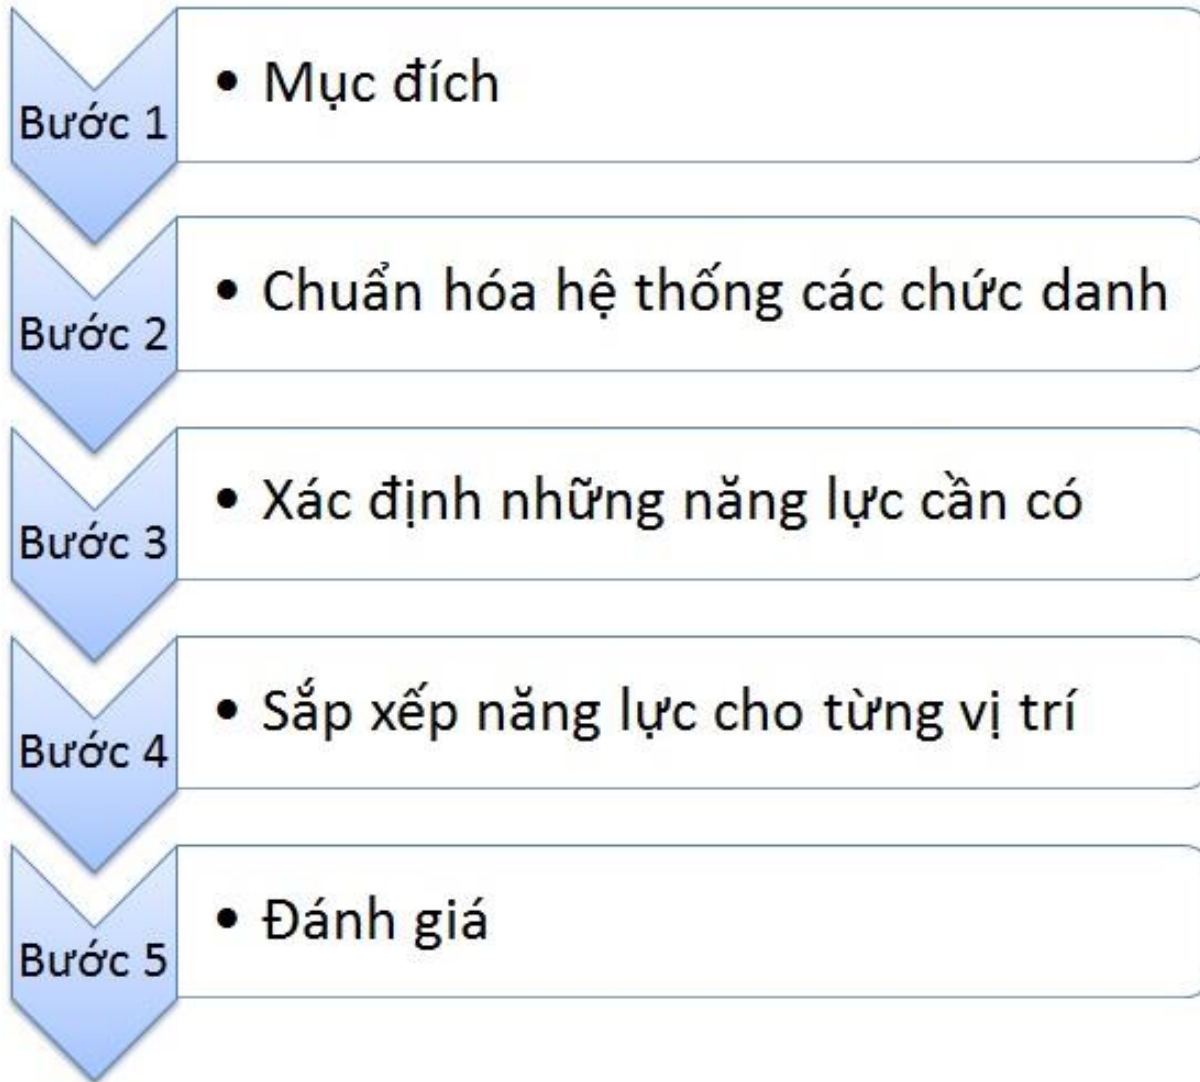 Bước 1
• Mục đích
Bước 2
• Chuẩn hóa hệ thống các chức danh
Bước 3
• Xác định những năng lực cần có
Bước 4
• Sắp xếp năng lực cho từng vị trí
Bước 5
• Đánh giá